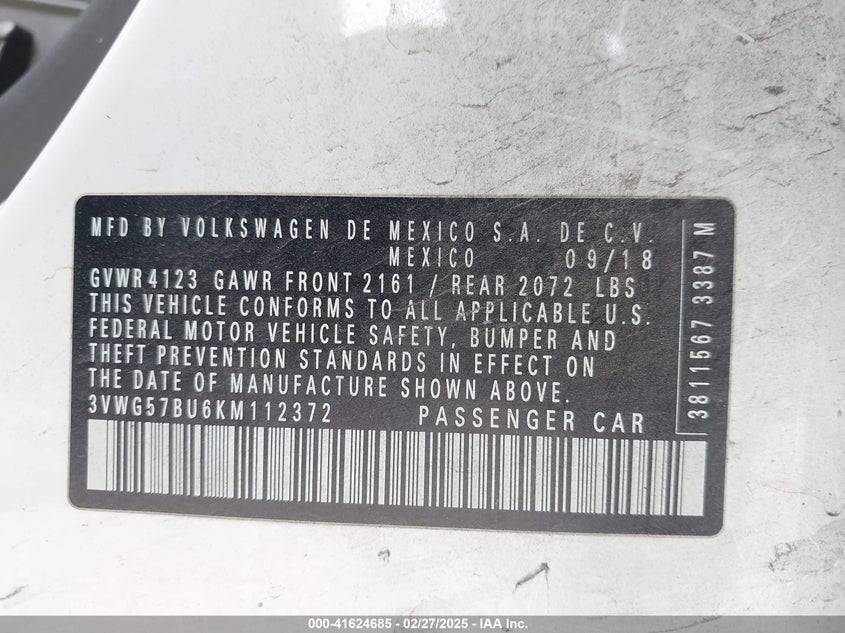 MFD BY VOLKSWAGEN DE MEXICO S.A. DE C.V.
MEXICO 09/18
GVWR 4123 GAWR FRONT 2161 / REAR 2072 LBS
THIS VEHICLE CONFORMS TO ALL APPLICABLE U.S.
FEDERAL MOTOR VEHICLE SAFETY, BUMPER AND
THEFT PREVENTION STANDARDS IN EFFECT ON
THE DATE OF MANUFACTURE SHOWN ABOVE.
3VWG57BU6KM112372 PASSENGER CAR
3811567 3387 M
000-41624685 - 02/27/2025 - IAA Inc.